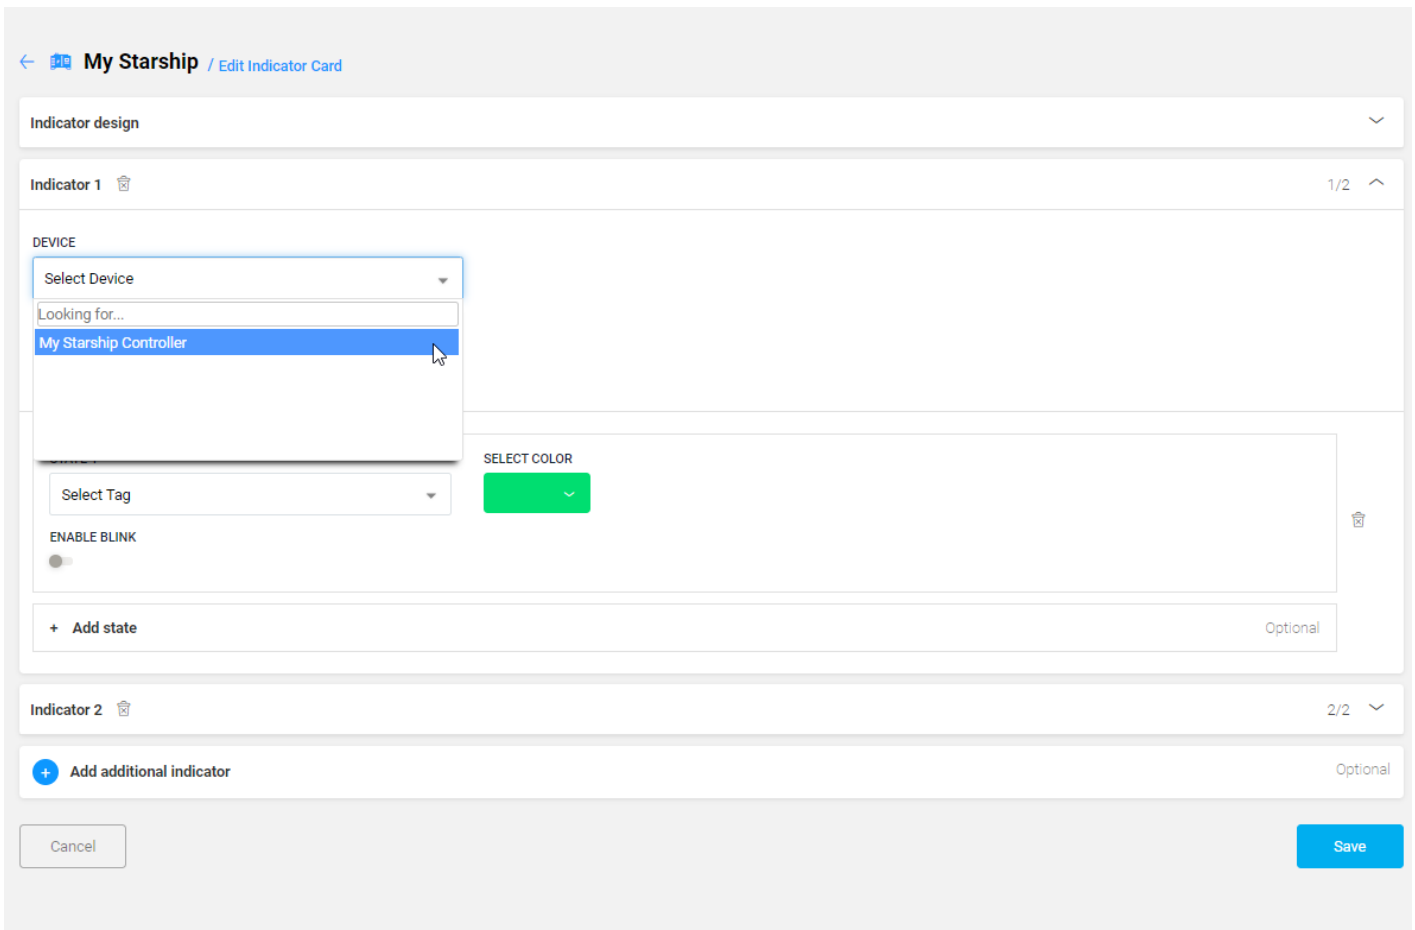 My Starship / Edit Indicator Card
Indicator design
Indicator 1 1/2
DEVICE
Select Device
Looking for...
My Starship Controller
SELECT COLOR
Select Tag
ENABLE BLINK
+ Add state Optional
Indicator 2 2/2
+ Add additional indicator Optional
Cancel Save